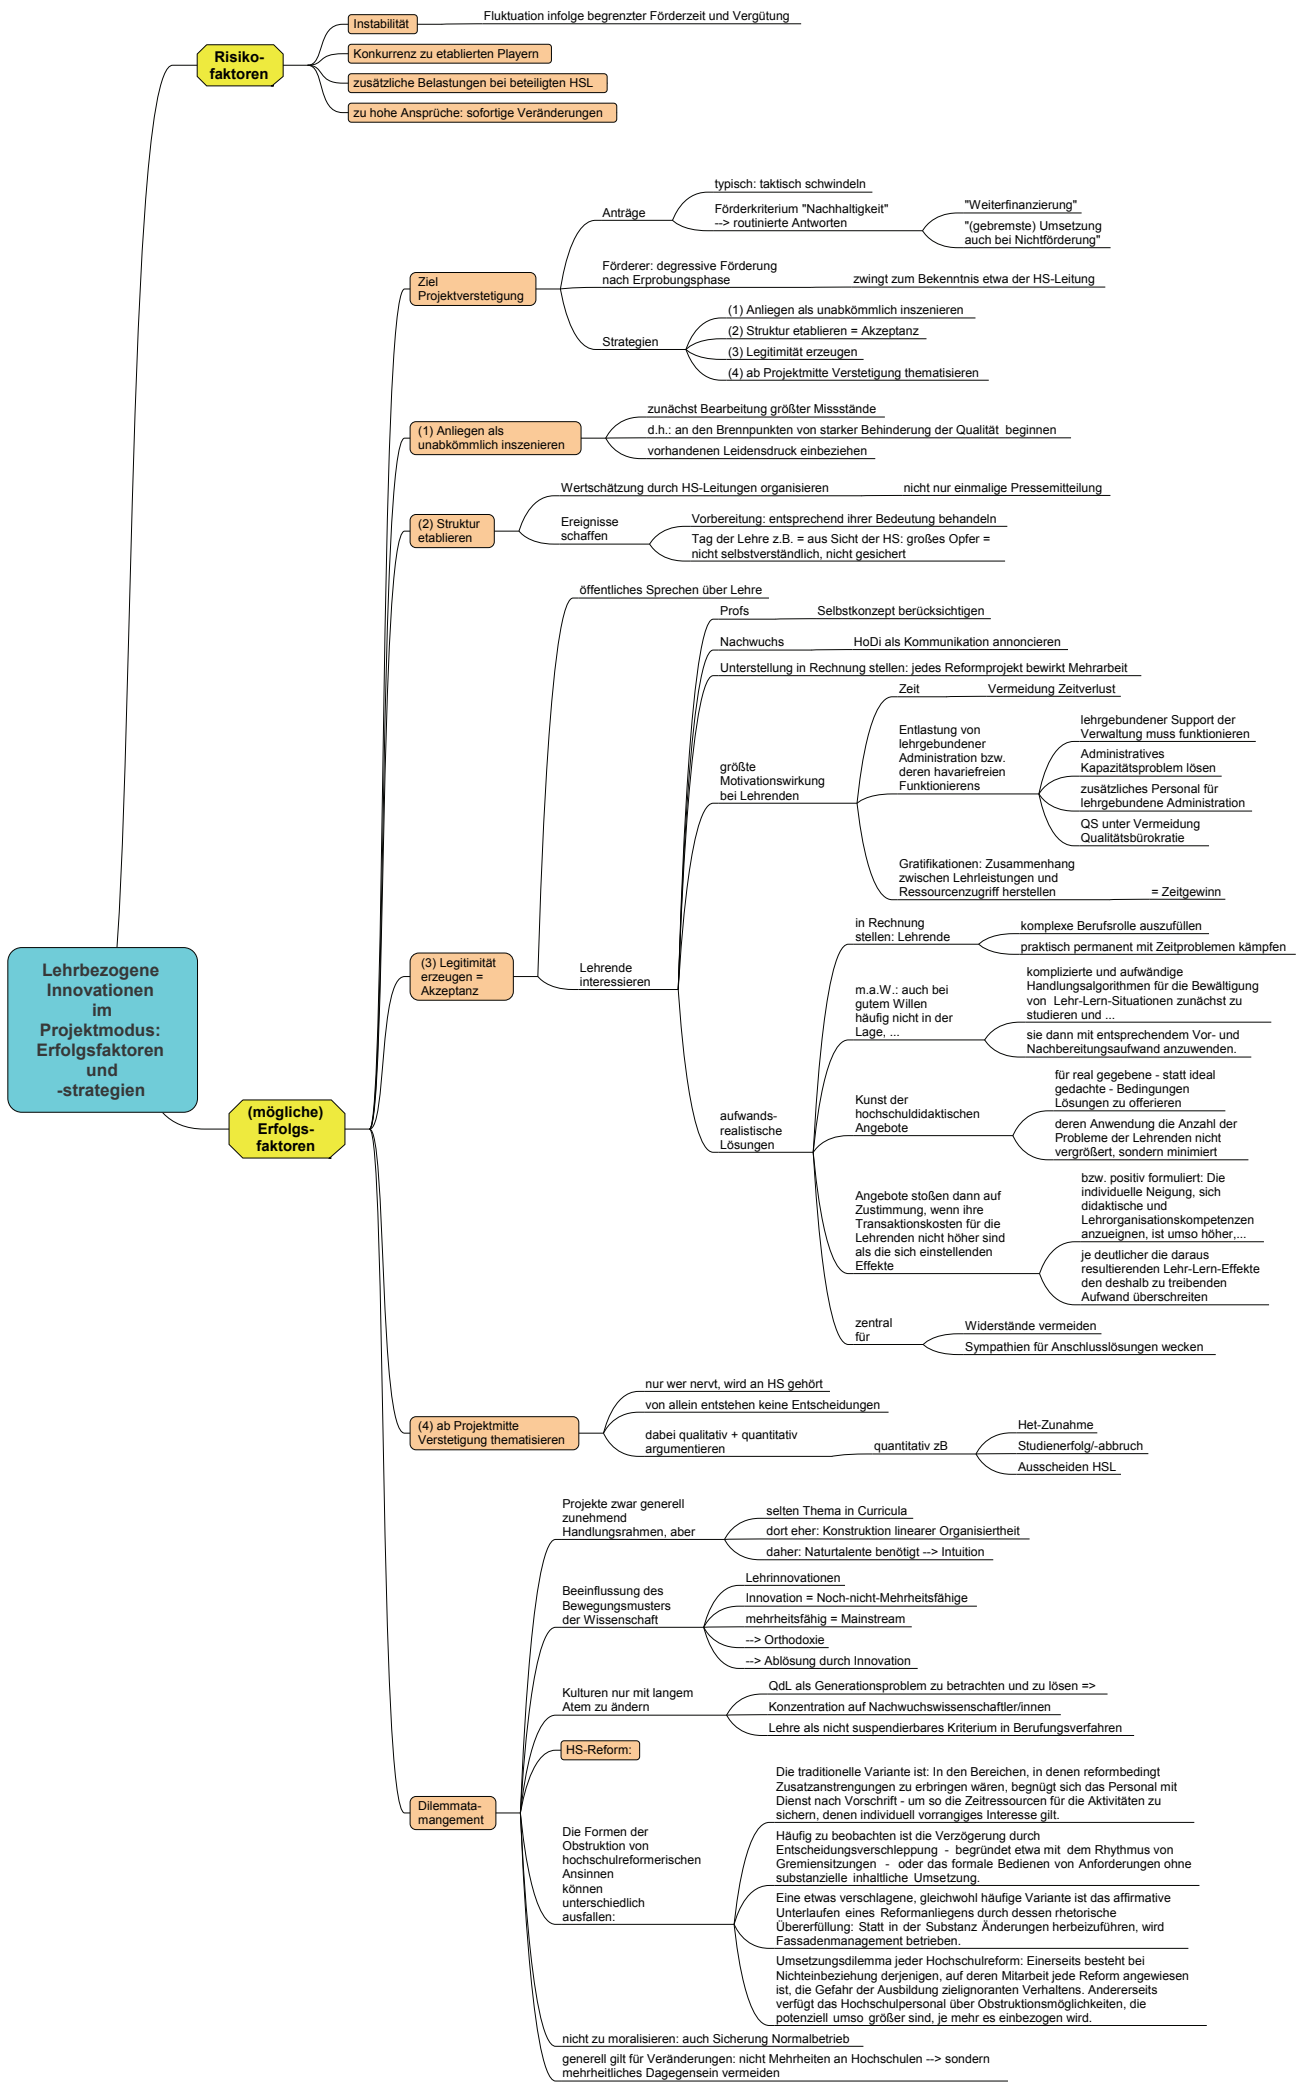 Lehrbezogene
Innovationen
im
Projektmodus:
Erfolgsfaktoren
und
-strategien
Risiko-
faktoren
Instabilität
Fluktuation infolge begrenzter Förderzeit und Vergütung
Konkurrenz zu etablierten Playern
zusätzliche Belastungen bei beteiligten HSL
zu hohe Ansprüche: sofortige Veränderungen
(mögliche)
Erfolgs-
faktoren
Ziel
Projektverstetigung
Anträge
typisch: taktisch schwindeln
Förderkriterium "Nachhaltigkeit"
--> routinierte Antworten
"Weiterfinanzierung"
"(gebremste) Umsetzung
auch bei Nichtförderung"
Förderer: degressive Förderung
nach Erprobungsphase
zwingt zum Bekenntnis etwa der HS-Leitung
Strategien
(1) Anliegen als unabkömmlich inszenieren
(2) Struktur etablieren = Akzeptanz
(3) Legitimität erzeugen
(4) ab Projektmitte Verstetigung thematisieren
(1) Anliegen als
unabkömmlich inszenieren
zunächst Bearbeitung größter Missstände
d.h.: an den Brennpunkten von starker Behinderung der Qualität beginnen
vorhandenen Leidensdruck einbeziehen
(2) Struktur
etablieren
Wertschätzung durch HS-Leitungen organisieren
nicht nur einmalige Pressemitteilung
Ereignisse
schaffen
Vorbereitung: entsprechend ihrer Bedeutung behandeln
Tag der Lehre z.B. = aus Sicht der HS: großes Opfer =
nicht selbstverständlich, nicht gesichert
(3) Legitimität
erzeugen =
Akzeptanz
öffentliches Sprechen über Lehre
Lehrende
interessieren
Profs
Selbstkonzept berücksichtigen
Nachwuchs
HoDi als Kommunikation annoncieren
Unterstellung in Rechnung stellen: jedes Reformprojekt bewirkt Mehrarbeit
größte
Motivationswirkung
bei Lehrenden
Zeit
Vermeidung Zeitverlust
Entlastung von
lehrgebundener
Administration bzw.
deren havariefreien
Funktionierens
lehrgebundener Support der
Verwaltung muss funktionieren
Administratives
Kapazitätsproblem lösen
zusätzliches Personal für
lehrgebundene Administration
QS unter Vermeidung
Qualitätsbürokratie
Gratifikationen: Zusammenhang
zwischen Lehrleistungen und
Ressourcenzugriff herstellen
= Zeitgewinn
aufwands-
realistische
Lösungen
in Rechnung
stellen: Lehrende
komplexe Berufsrolle auszufüllen
praktisch permanent mit Zeitproblemen kämpfen
m.a.W.: auch bei
gutem Willen
häufig nicht in der
Lage, ...
komplizierte und aufwändige
Handlungsalgorithmen für die Bewältigung
von Lehr-Lern-Situationen zunächst zu
studieren und ...
sie dann mit entsprechendem Vor- und
Nachbereitungsaufwand anzuwenden.
Kunst der
hochschuldidaktischen
Angebote
für real gegebene - statt ideal
gedachte - Bedingungen
Lösungen zu offerieren
deren Anwendung die Anzahl der
Probleme der Lehrenden nicht
vergrößert, sondern minimiert
Angebote stoßen dann auf
Zustimmung, wenn ihre
Transaktionskosten für die
Lehrenden nicht höher sind
als die sich einstellenden
Effekte
bzw. positiv formuliert: Die
individuelle Neigung, sich
didaktische und
Lehrorganisationskompetenzen
anzueignen, ist umso höher,...
je deutlicher die daraus
resultierenden Lehr-Lern-Effekte
den deshalb zu treibenden
Aufwand überschreiten
zentral
für
Widerstände vermeiden
Sympathien für Anschlusslösungen wecken
(4) ab Projektmitte
Verstetigung thematisieren
nur wer nervt, wird an HS gehört
von allein entstehen keine Entscheidungen
dabei qualitativ + quantitativ
argumentieren
quantitativ zB
Het-Zunahme
Studienerfolg/-abbruch
Ausscheiden HSL
Dilemmata-
mangement
Projekte zwar generell
zunehmend
Handlungsrahmen, aber
selten Thema in Curricula
dort eher: Konstruktion linearer Organisiertheit
daher: Naturtalente benötigt --> Intuition
Beeinflussung des
Bewegungsmusters
der Wissenschaft
Lehrinnovationen
Innovation = Noch-nicht-Mehrheitsfähige
mehrheitsfähig = Mainstream
--> Orthodoxie
--> Ablösung durch Innovation
Kulturen nur mit langem
Atem zu ändern
QdL als Generationsproblem zu betrachten und zu lösen =>
Konzentration auf Nachwuchswissenschaftler/innen
Lehre als nicht suspendierbares Kriterium in Berufungsverfahren
HS-Reform:
Die Formen der
Obstruktion von
hochschulreformerischen
Ansinnen
können
unterschiedlich
ausfallen:
Die traditionelle Variante ist: In den Bereichen, in denen reformbedingt
Zusatzanstrengungen zu erbringen wären, begnügt sich das Personal mit
Dienst nach Vorschrift - um so die Zeitressourcen für die Aktivitäten zu
sichern, denen individuell vorrangiges Interesse gilt.
Häufig zu beobachten ist die Verzögerung durch
Entscheidungsverschleppung - begründet etwa mit dem Rhythmus von
Gremiensitzungen - oder das formale Bedienen von Anforderungen ohne
substanzielle inhaltliche Umsetzung.
Eine etwas verschlagene, gleichwohl häufige Variante ist das affirmative
Unterlaufen eines Reformanliegens durch dessen rhetorische
Übererfüllung: Statt in der Substanz Änderungen herbeizuführen, wird
Fassadenmanagement betrieben.
Umsetzungsdilemma jeder Hochschulreform: Einerseits besteht bei
Nichteinbeziehung derjenigen, auf deren Mitarbeit jede Reform angewiesen
ist, die Gefahr der Ausbildung zielignoranten Verhaltens. Andererseits
verfügt das Hochschulpersonal über Obstruktionsmöglichkeiten, die
potenziell umso größer sind, je mehr es einbezogen wird.
nicht zu moralisieren: auch Sicherung Normalbetrieb
generell gilt für Veränderungen: nicht Mehrheiten an Hochschulen --> sondern
mehrheitliches Dagegensein vermeiden